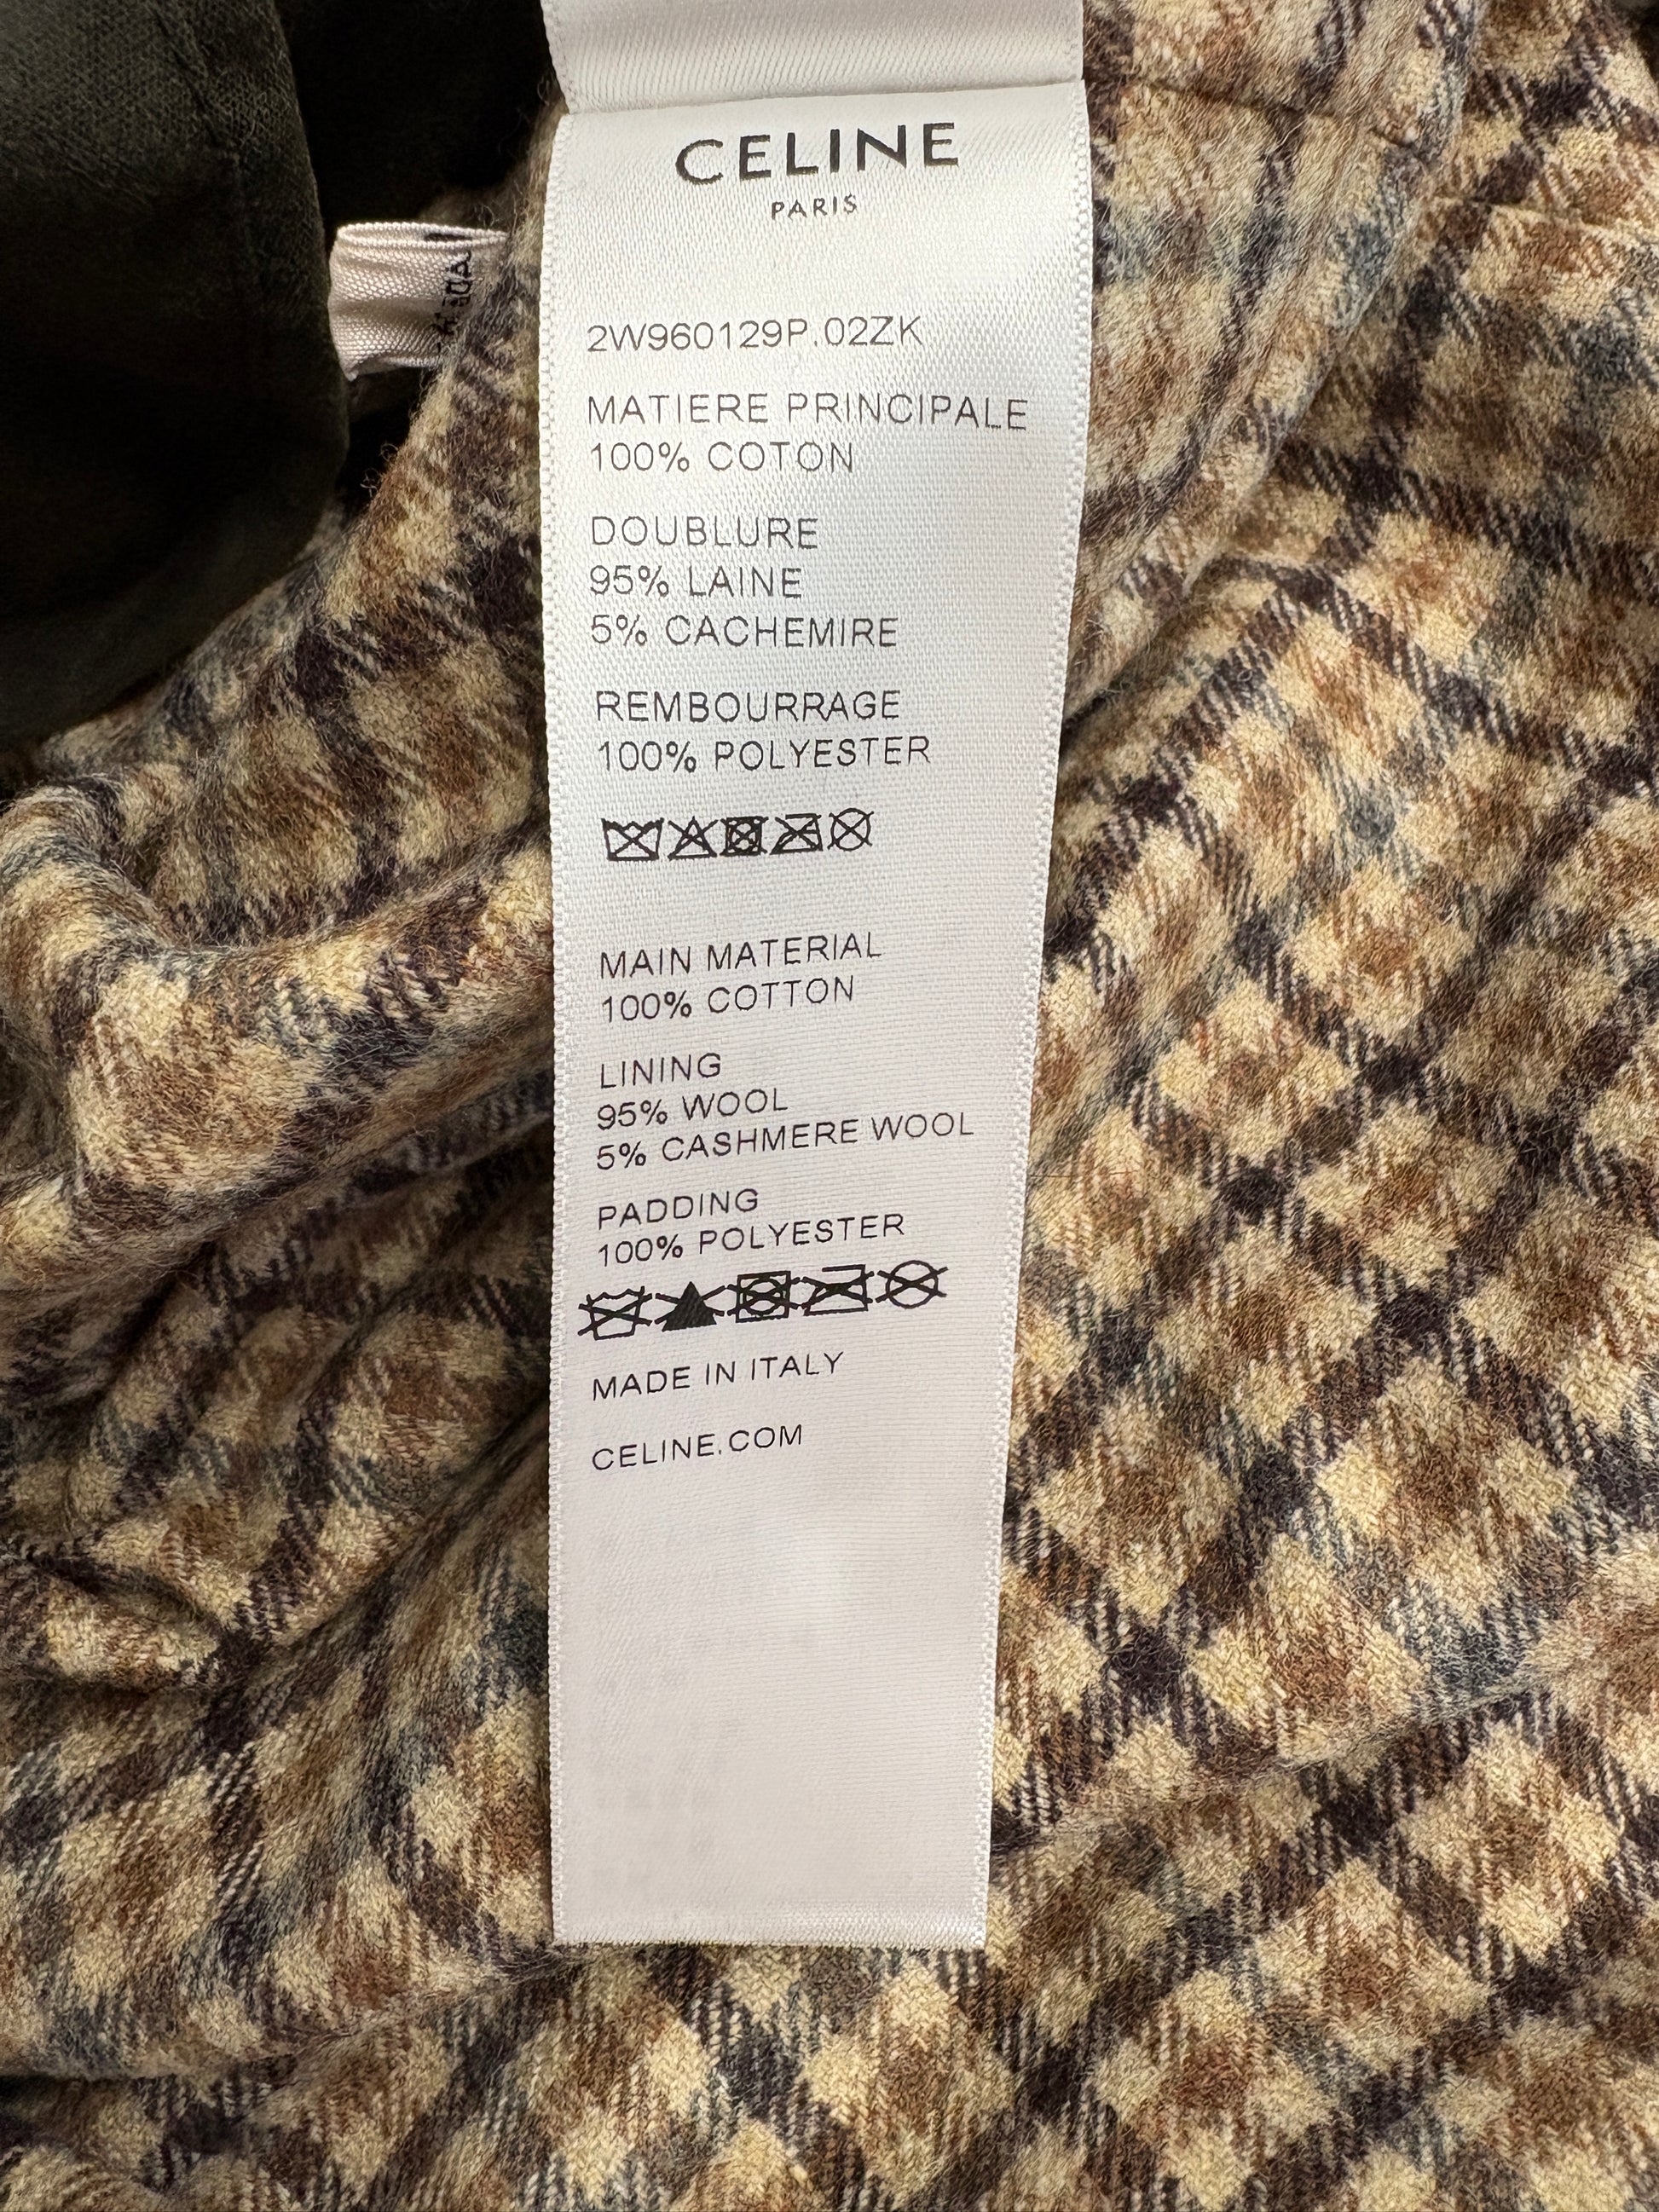 CELINE
PARIS
2W960129P.02ZK
MATIERE PRINCIPALE
100% COTON
DOUBLURE
95% LAINE
5% CACHEMIRE
REMBOURRAGE
100% POLYESTER
MAIN MATERIAL
100% COTTON
LINING
95% WOOL
5% CASHMERE WOOL
PADDING
100% POLYESTER
MADE IN ITALY
CELINE.COM